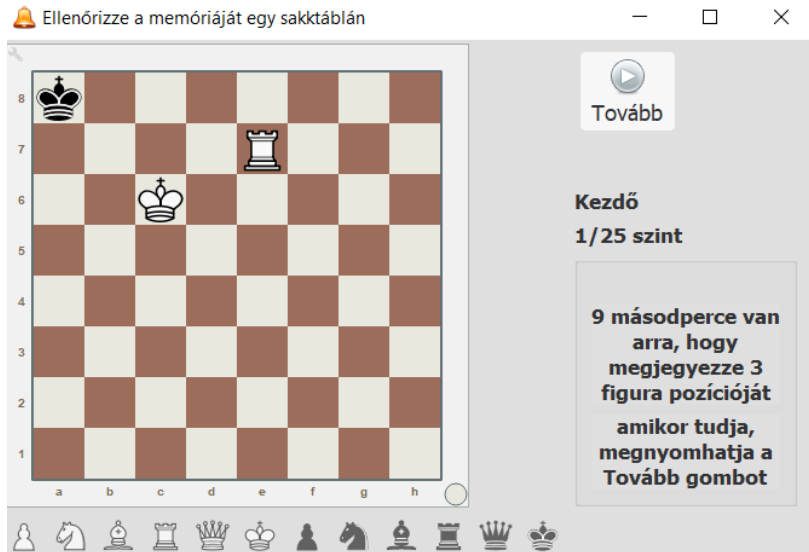 Ellenőrizze a memóriáját egy sakktáblán
Tovább
8
7
6
5
4
3
2
1
a b c d e f g h
Kezdő
1/25 szint
9 másodperce van
arra, hogy
megjegyezze 3
figura pozícióját
amikor tudja,
megnyomhatja a
Tovább gombot